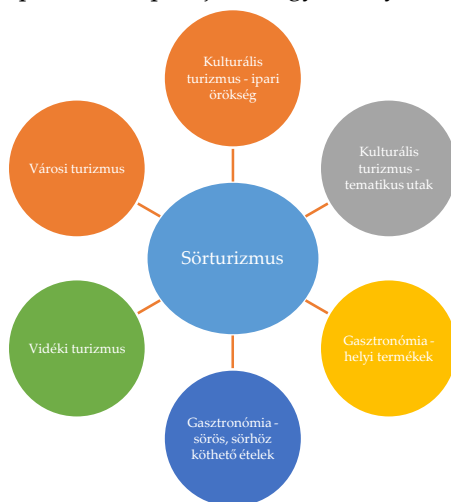 Kulturális
turizmus - ipari
örökség
Városi turizmus
Kulturális
turizmus -
tematikus utak
Sörturizmus
Vidéki turizmus
Gasztronómia -
helyi termékek
Gasztronómia -
sörös, sörhöz
köthető ételek